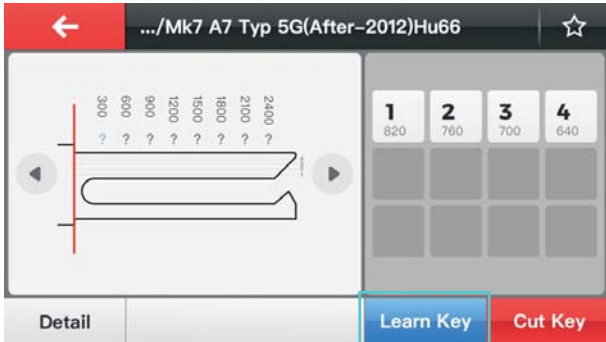 .../Mk7 A7 Typ 5G(After-2012)Hu66
300 600 900 1200 1500 1800 2100 2400
? ? ? ? ? ? ? ?
1 2 3 4
820 760 700 640
Detail
Learn Key
Cut Key